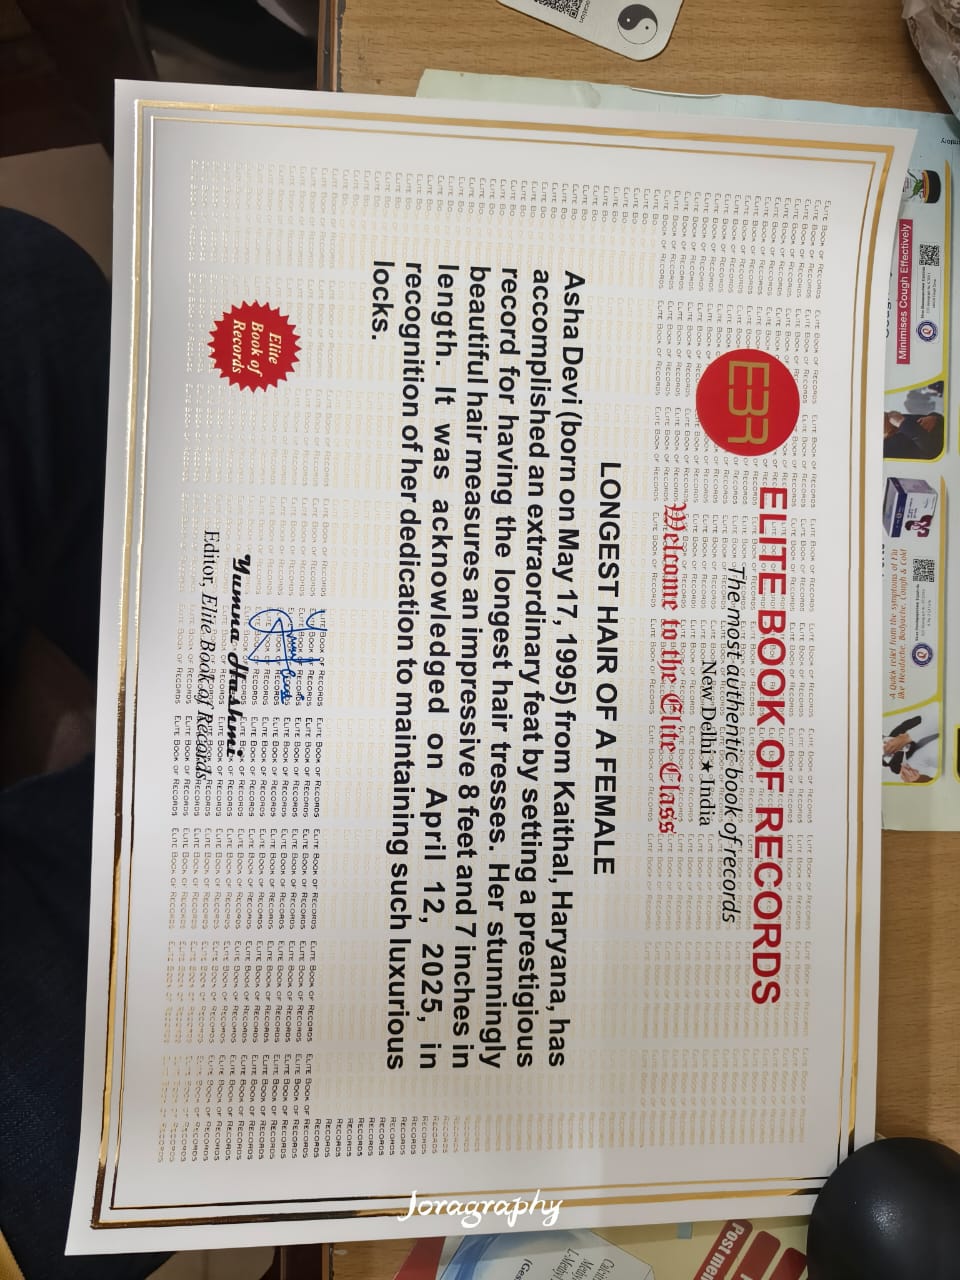 EBR
ELITE BOOK OF RECORDS
The most authentic book of records
New Delhi ★ India
Welcome to the Elite Class
LONGEST HAIR OF A FEMALE
Asha Devi (born on May 17, 1995) from Kaithal, Haryana, has
accomplished an extraordinary feat by setting a prestigious
record for having the longest hair tresses. Her stunningly
beautiful hair measures an impressive 8 feet and 7 inches in
length. It was acknowledged on April 12, 2025, in
recognition of her dedication to maintaining such luxurious
locks.
Elite
Book of
Records
Yumna Hashmi
Editor, Elite Book of Records
Minimises Cough Effectively
Post men
Joragraphy